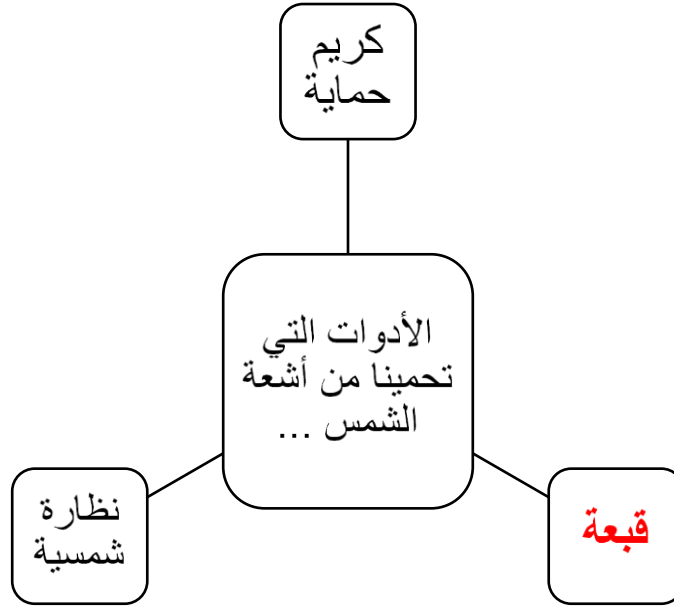 كريم
حماية
الأدوات التي
تحمينا من أشعة
الشمس ...
قبعة
نظارة
شمسية